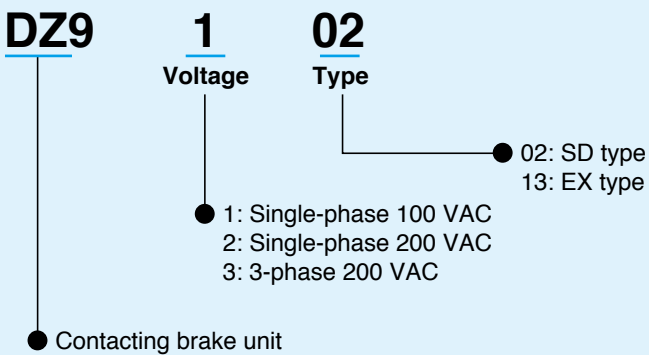 DZ9 1 02
Voltage Type
02: SD type
13: EX type
1: Single-phase 100 VAC
2: Single-phase 200 VAC
3: 3-phase 200 VAC
Contacting brake unit